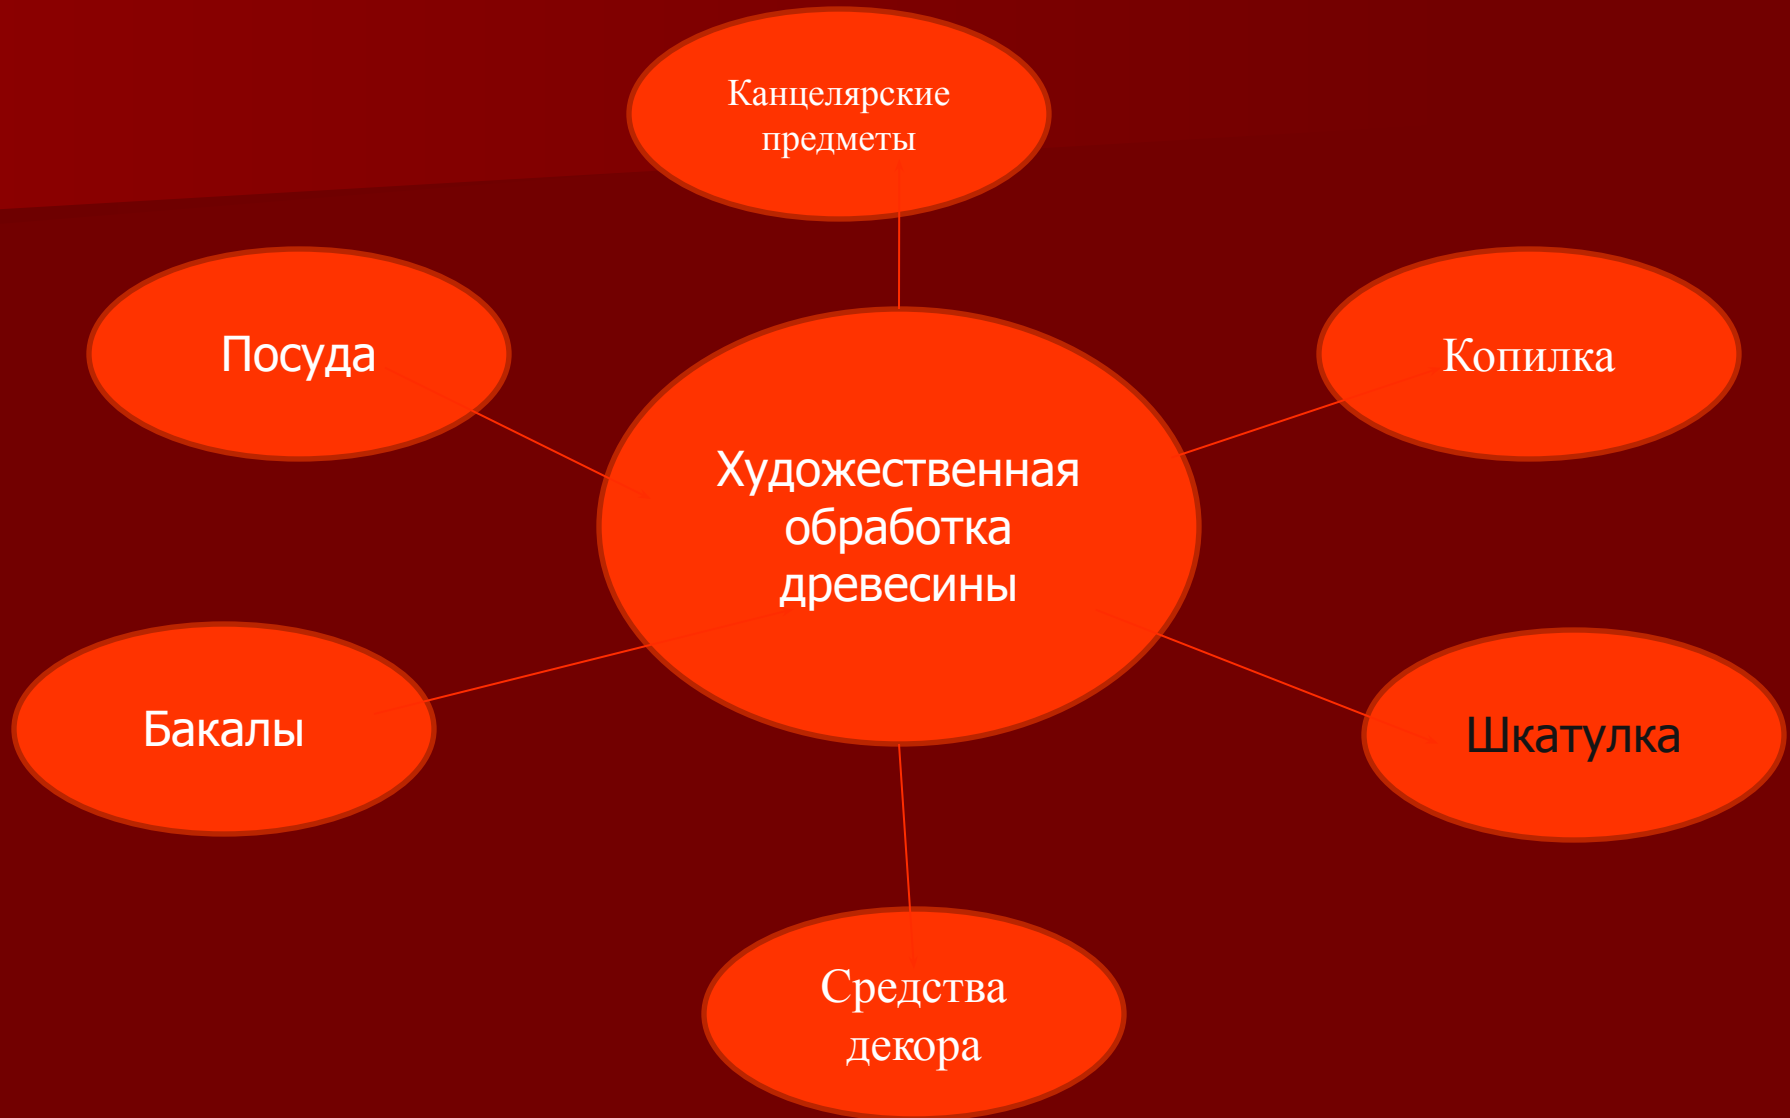 Канцелярские
предметы
Посуда
Копилка
Художественная
обработка
древесины
Бакалы
Шкатулка
Средства
декора